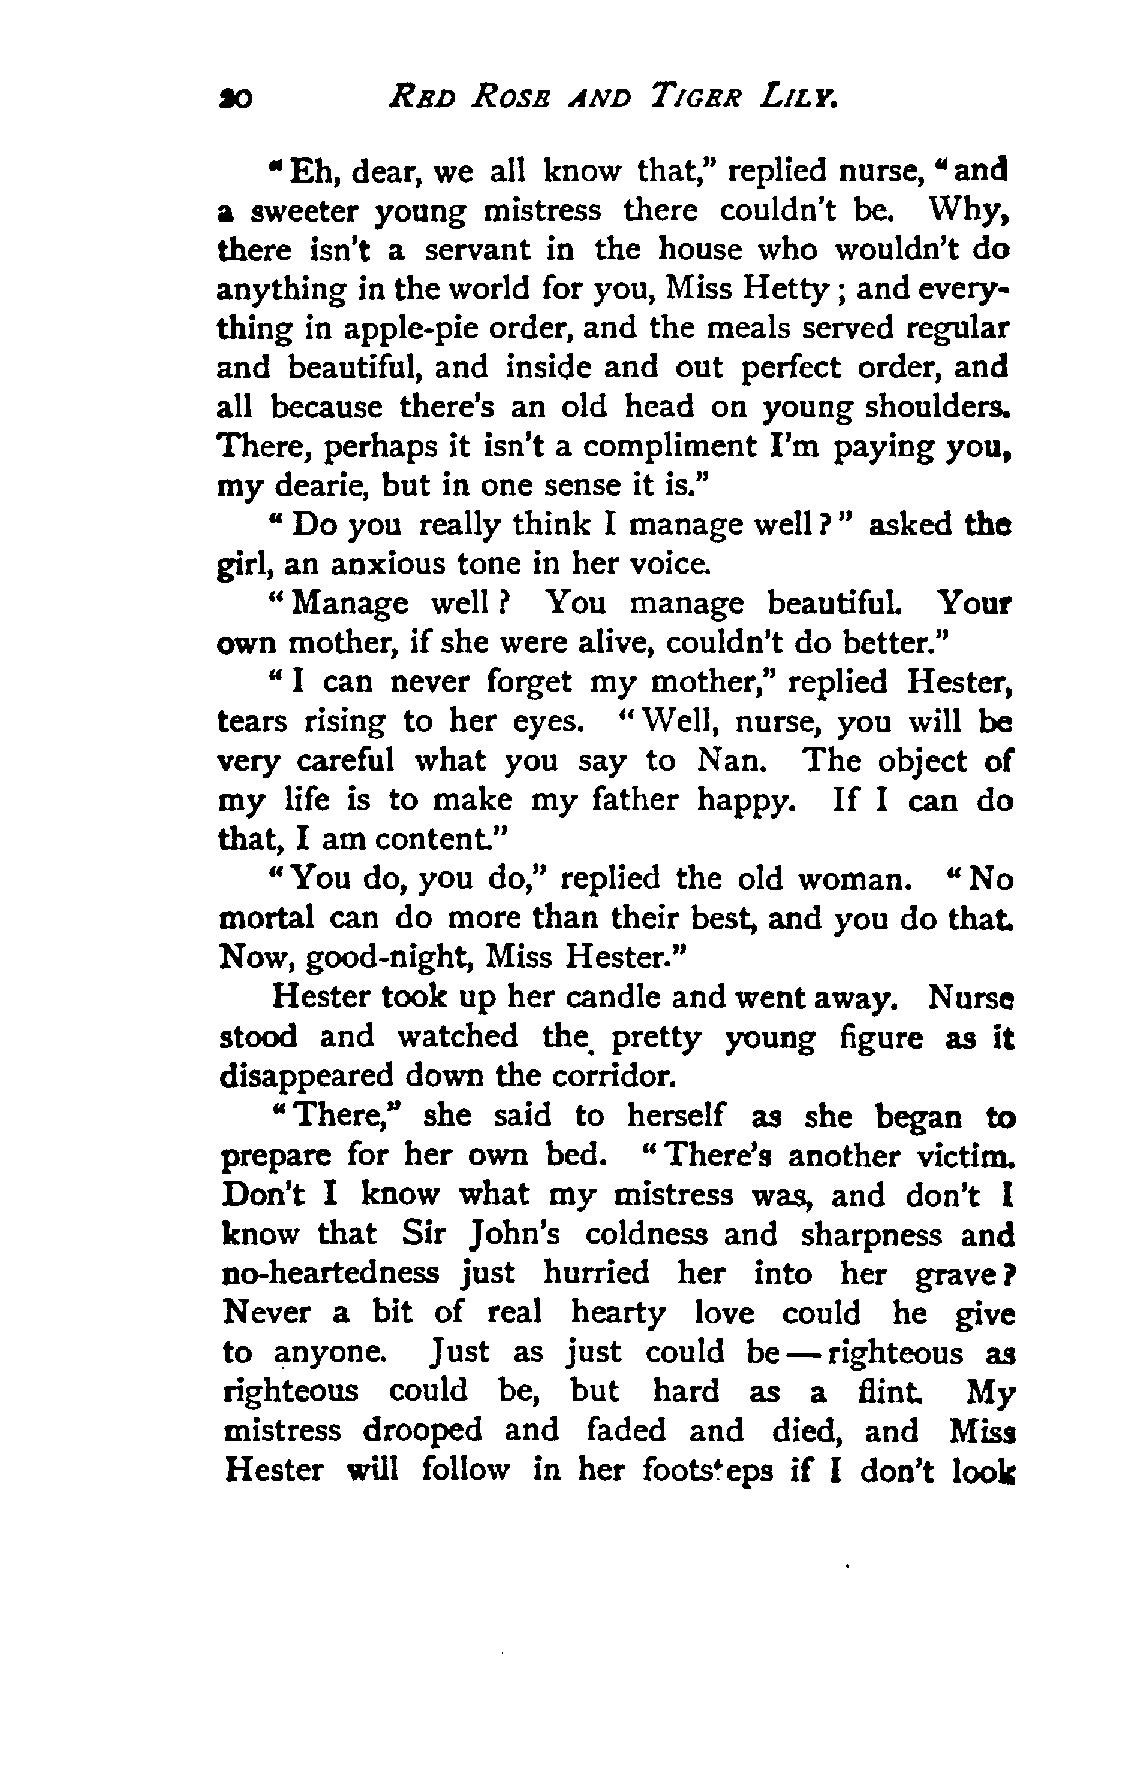 20 RED ROSE AND TIGER LILY.
"Eh, dear, we all know that," replied nurse, "and
a sweeter young mistress there couldn't be. Why,
there isn't a servant in the house who wouldn't do
anything in the world for you, Miss Hetty; and every-
thing in apple-pie order, and the meals served regular
and beautiful, and inside and out perfect order, and
all because there's an old head on young shoulders.
There, perhaps it isn't a compliment I'm paying you,
my dearie, but in one sense it is."
"Do you really think I manage well?" asked the
girl, an anxious tone in her voice.
"Manage well? You manage beautiful. Your
own mother, if she were alive, couldn't do better."
"I can never forget my mother," replied Hester,
tears rising to her eyes. "Well, nurse, you will be
very careful what you say to Nan. The object of
my life is to make my father happy. If I can do
that, I am content."
"You do, you do," replied the old woman. "No
mortal can do more than their best, and you do that.
Now, good-night, Miss Hester."
Hester took up her candle and went away. Nurse
stood and watched the pretty young figure as it
disappeared down the corridor.
"There," she said to herself as she began to
prepare for her own bed. "There's another victim.
Don't I know what my mistress was, and don't I
know that Sir John's coldness and sharpness and
no-heartedness just hurried her into her grave?
Never a bit of real hearty love could he give
to anyone. Just as just could be—righteous as
righteous could be, but hard as a flint. My
mistress drooped and faded and died, and Miss
Hester will follow in her footsteps if I don't look